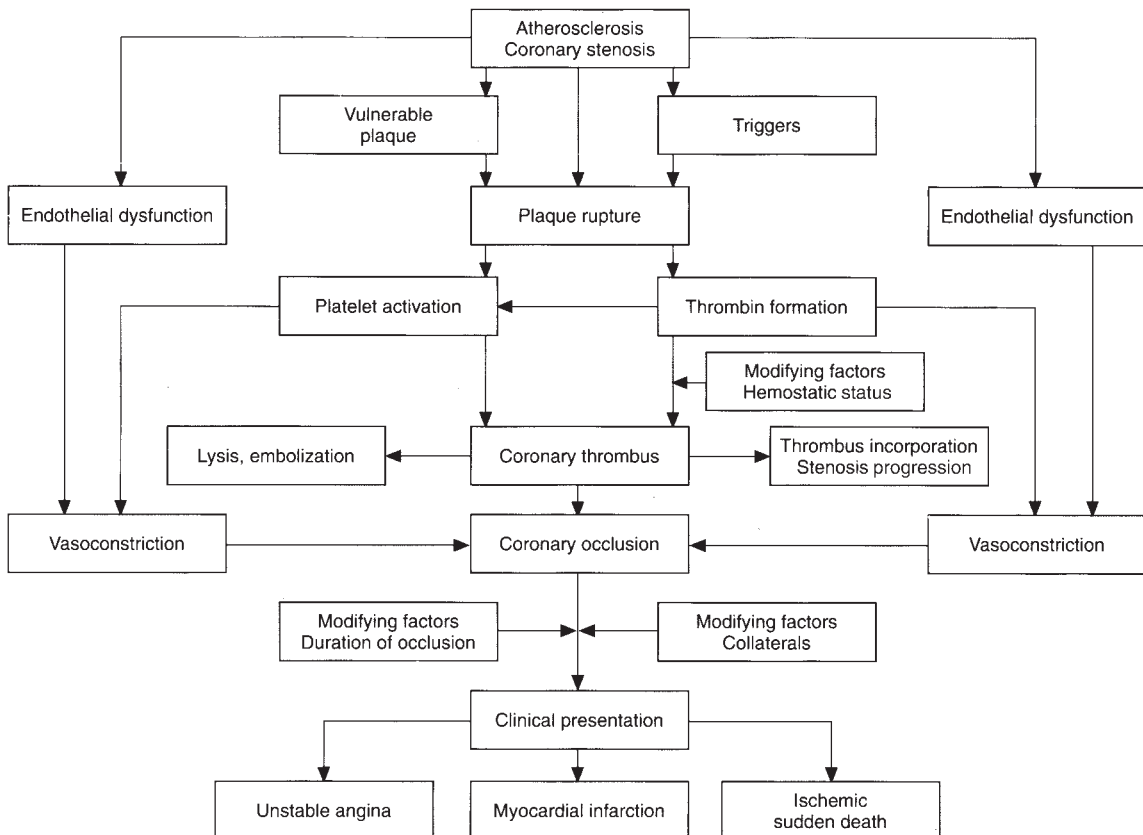 Atherosclerosis
Coronary stenosis
Vulnerable
plaque
Triggers
Endothelial dysfunction
Plaque rupture
Endothelial dysfunction
Platelet activation
Thrombin formation
Modifying factors
Hemostatic status
Lysis, embolization
Coronary thrombus
Thrombus incorporation
Stenosis progression
Vasoconstriction
Coronary occlusion
Vasoconstriction
Modifying factors
Duration of occlusion
Modifying factors
Collaterals
Clinical presentation
Unstable angina
Myocardial infarction
Ischemic
sudden death